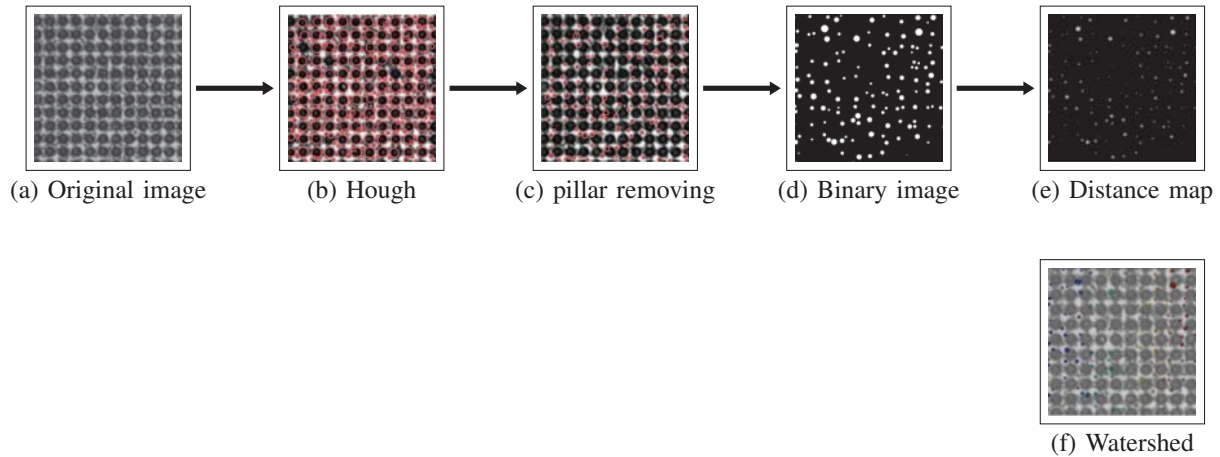 (a) Original image
(b) Hough
(c) pillar removing
(d) Binary image
(e) Distance map
(f) Watershed